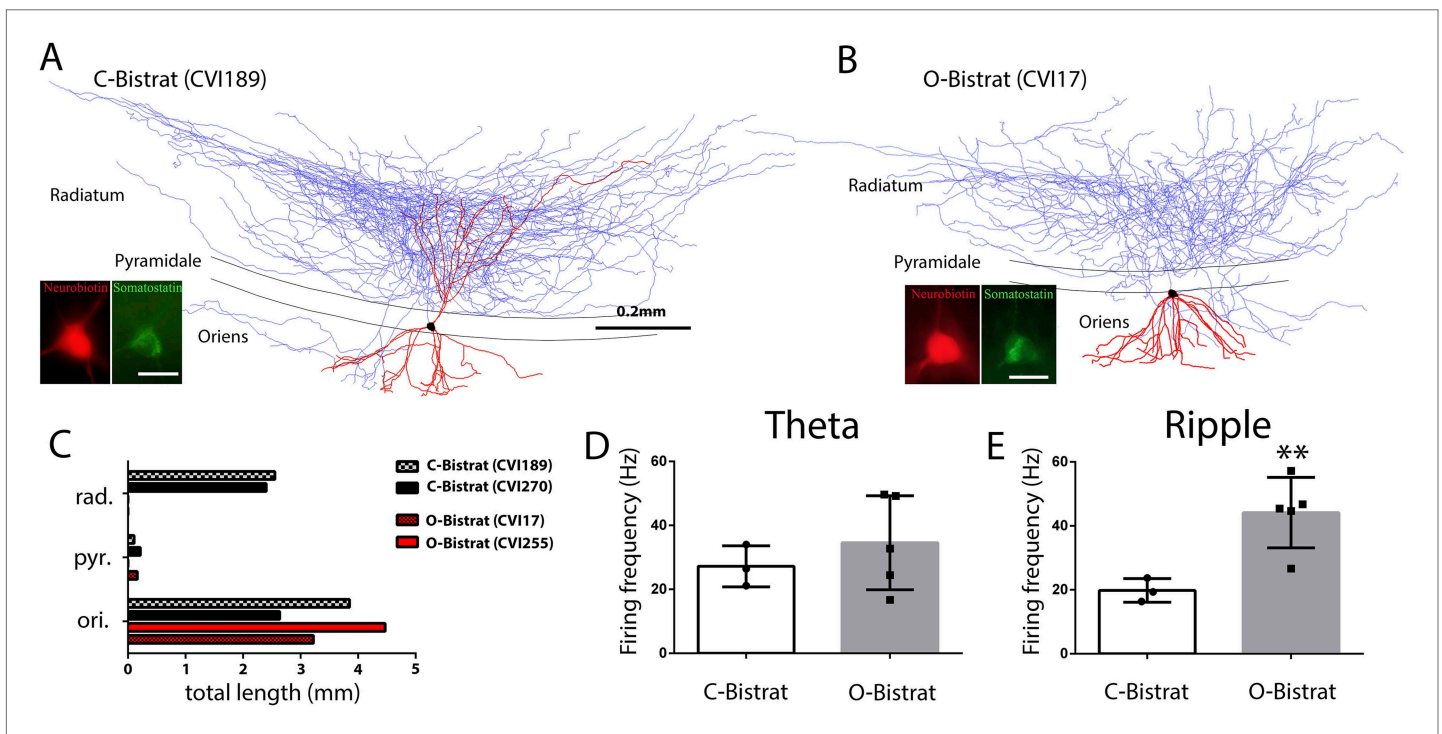 A
C-Bistrat (CVI189)
Radiatum
Pyramidale
Neurobiotin
Somatostatin
Oriens
0.2mm
B
O-Bistrat (CVI17)
Radiatum
Pyramidale
Neurobiotin
Somatostatin
Oriens
C
rad.
pyr.
ori.
0 1 2 3 4 5
total length (mm)
C-Bistrat (CVI189)
C-Bistrat (CVI270)
O-Bistrat (CVI17)
O-Bistrat (CVI255)
D
Theta
Firing frequency (Hz)
60
40
20
0
C-Bistrat O-Bistrat
E
Ripple
**
Firing frequency (Hz)
60
40
20
0
C-Bistrat O-Bistrat